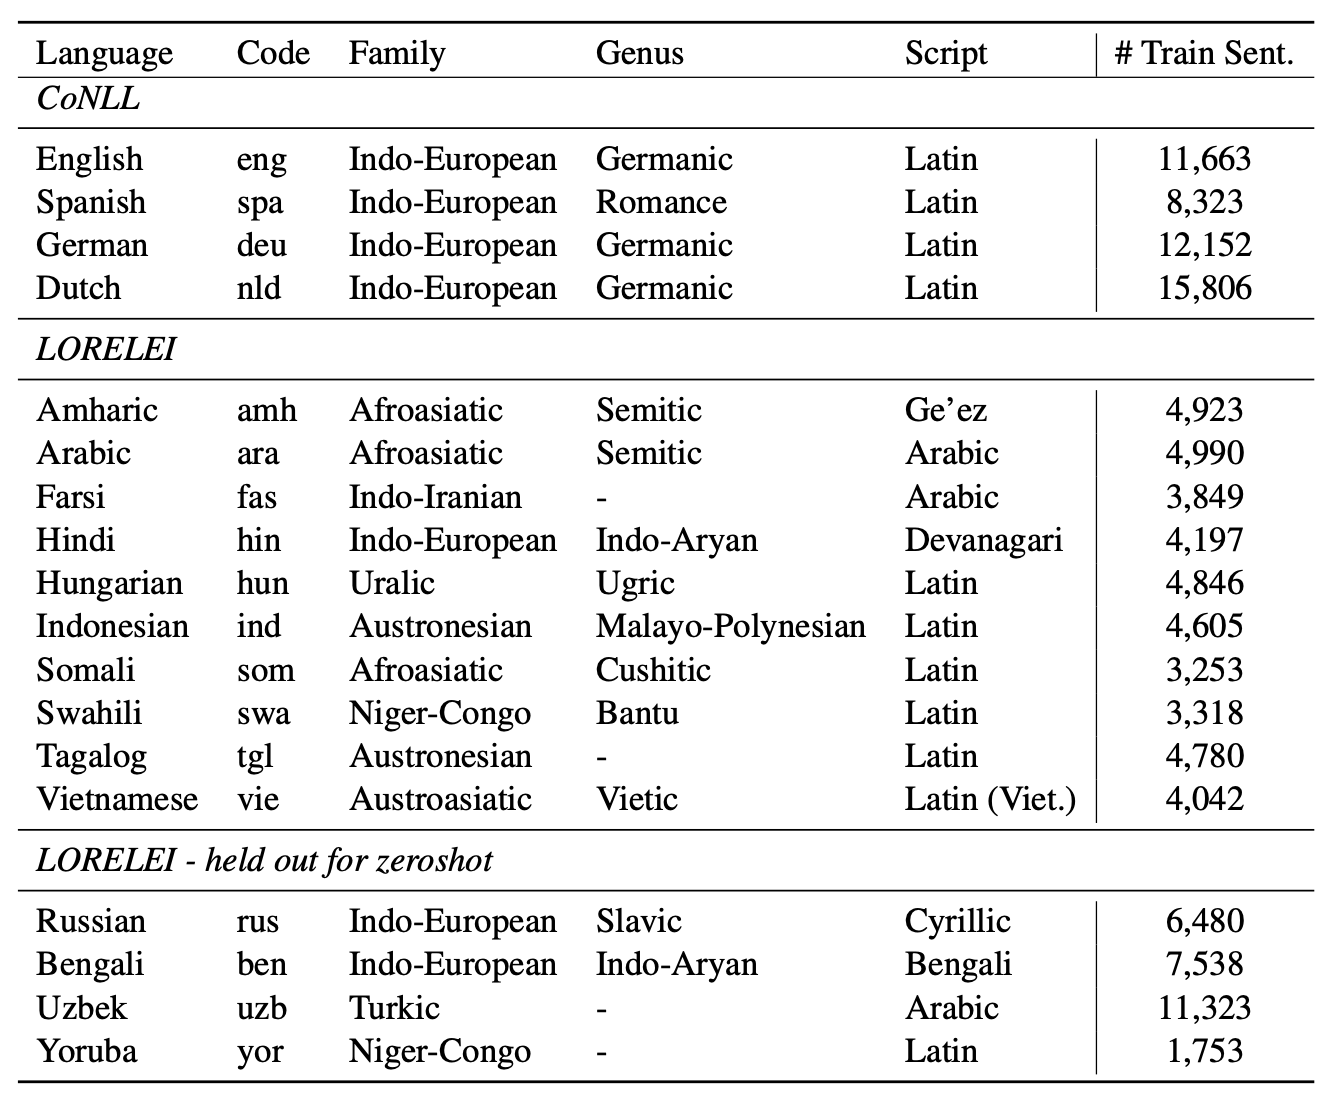 Language Code Family Genus Script # Train Sent.
CoNLL
English eng Indo-European Germanic Latin 11,663
Spanish spa Indo-European Romance Latin 8,323
German deu Indo-European Germanic Latin 12,152
Dutch nld Indo-European Germanic Latin 15,806
LORELEI
Amharic amh Afroasiatic Semitic Ge’ez 4,923
Arabic ara Afroasiatic Semitic Arabic 4,990
Farsi fas Indo-Iranian - Arabic 3,849
Hindi hin Indo-European Indo-Aryan Devanagari 4,197
Hungarian hun Uralic Ugric Latin 4,846
Indonesian ind Austronesian Malayo-Polynesian Latin 4,605
Somali som Afroasiatic Cushitic Latin 3,253
Swahili swa Niger-Congo Bantu Latin 3,318
Tagalog tgl Austronesian - Latin 4,780
Vietnamese vie Austroasiatic Vietic Latin (Viet.) 4,042
LORELEI - held out for zeroshot
Russian rus Indo-European Slavic Cyrillic 6,480
Bengali ben Indo-European Indo-Aryan Bengali 7,538
Uzbek uzb Turkic - Arabic 11,323
Yoruba yor Niger-Congo - Latin 1,753